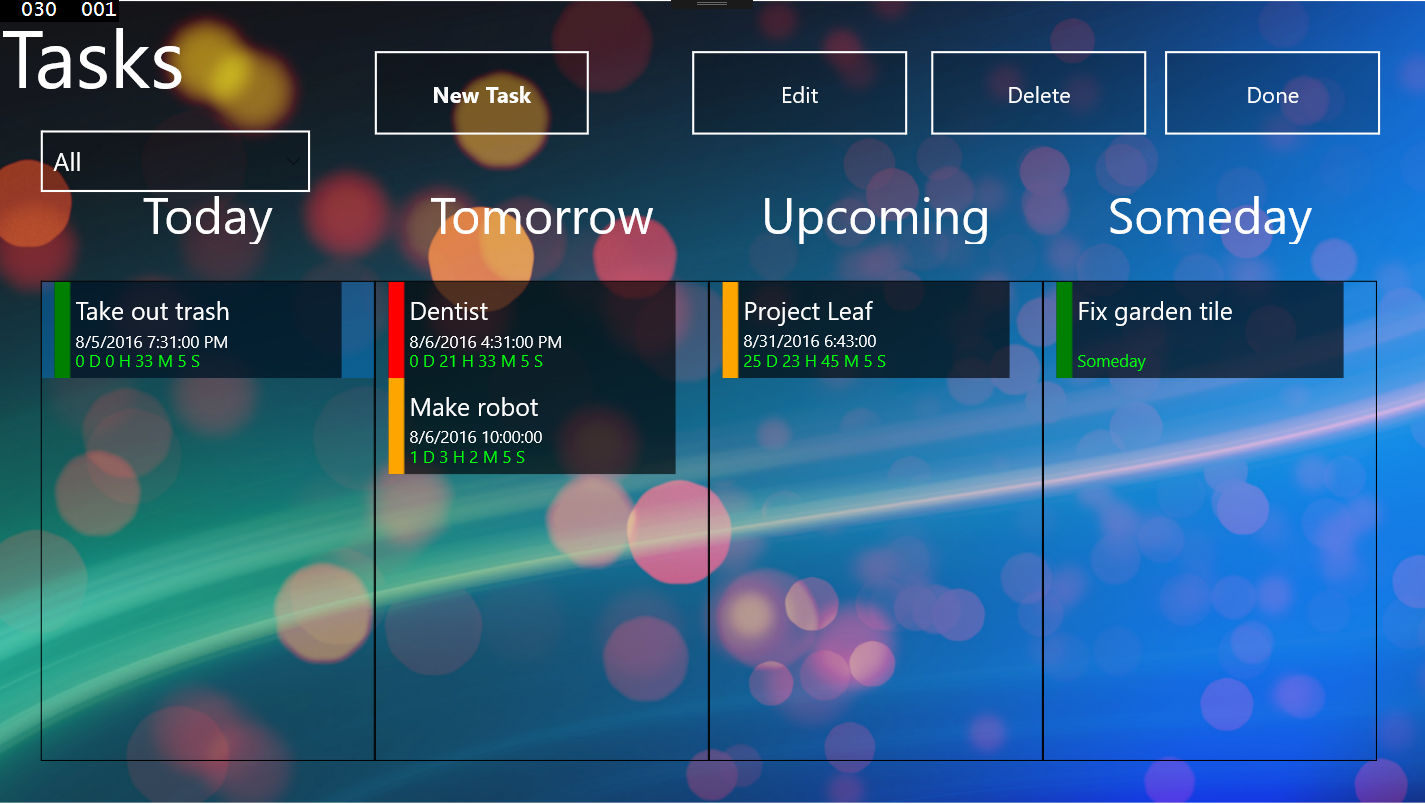 030 001
Tasks
New Task
Edit
Delete
Done
All
Today
Tomorrow
Upcoming
Someday
Take out trash
8/5/2016 7:31:00 PM
0 D 0 H 33 M 5 S
Dentist
8/6/2016 4:31:00 PM
0 D 21 H 33 M 5 S
Make robot
8/6/2016 10:00:00
1 D 3 H 2 M 5 S
Project Leaf
8/31/2016 6:43:00
25 D 23 H 45 M 5 S
Fix garden tile
Someday